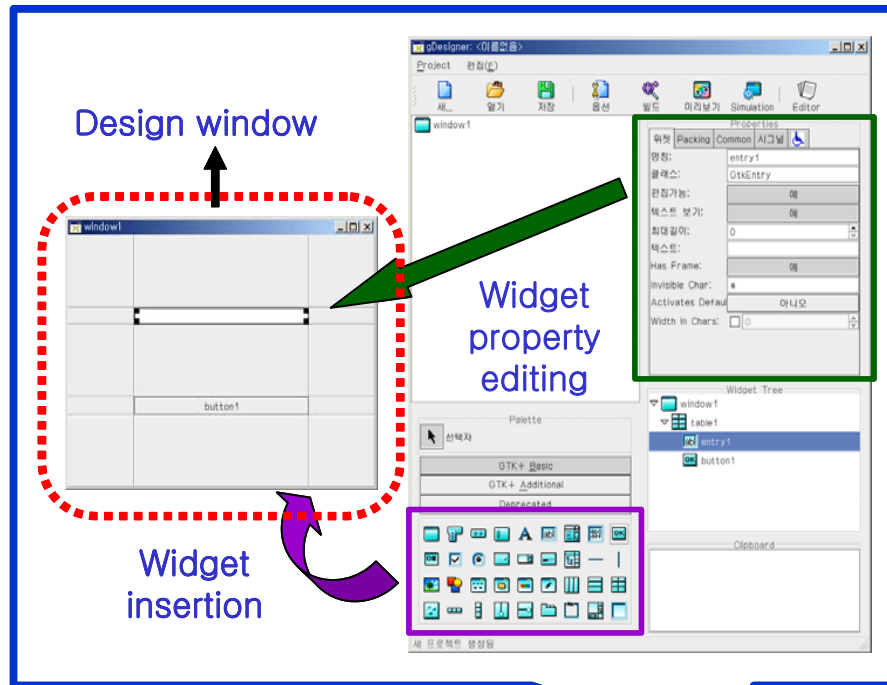 gDesigner: <이름없음>
Project 편집(E)
새... 열기 저장 옵션 빌드 미리보기 Simulation Editor
Design window
window1
Properties
위젯 Packing Common 시그널
명칭: entry1
클래스: GtkEntry
편집가능: 예
텍스트 보기: 예
최대길이: 0
텍스트:
Has Frame: 예
Invisible Char: *
Activates Defau 아니오
Width In Chars: 0
window1
button1
Widget
property
editing
Palette
선택자
GTK+ Basic
GTK+ Additional
Deprecated
Widget Tree
window1
table1
entry1
button1
Clipboard
Widget
insertion
새 프로젝트 생성됨